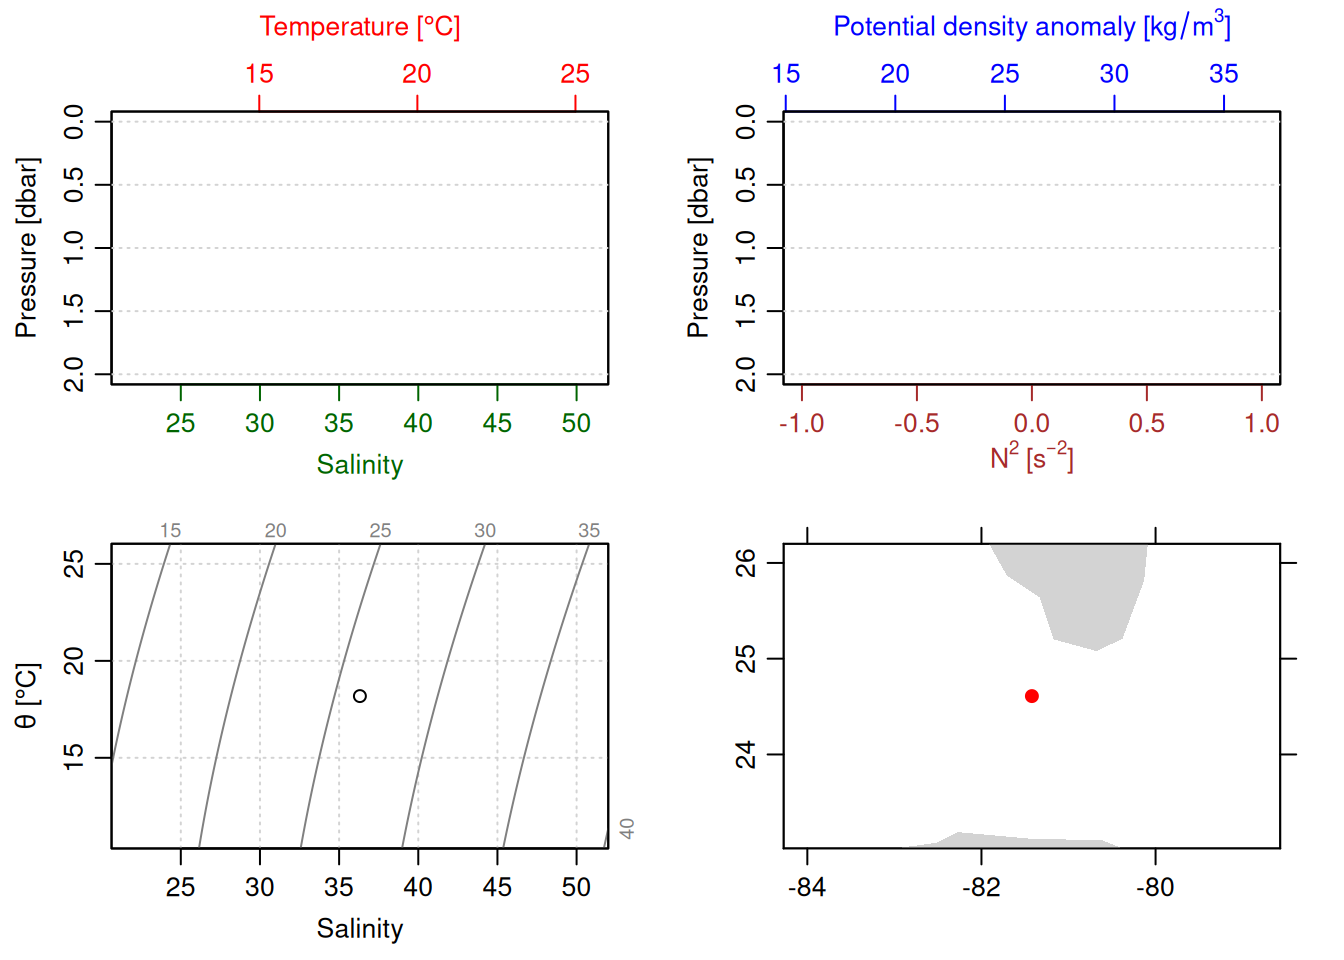 Temperature [°C]
15 20 25
Pressure [dbar]
0.0
0.5
1.0
1.5
2.0
25 30 35 40 45 50
Salinity
Potential density anomaly [kg/m³]
15 20 25 30 35
Pressure [dbar]
0.0
0.5
1.0
1.5
2.0
-1.0 -0.5 0.0 0.5 1.0
N² [s⁻²]
15 20 25 30 35
θ [°C]
25
20
15
40
25 30 35 40 45 50
Salinity
26
25
24
-84 -82 -80